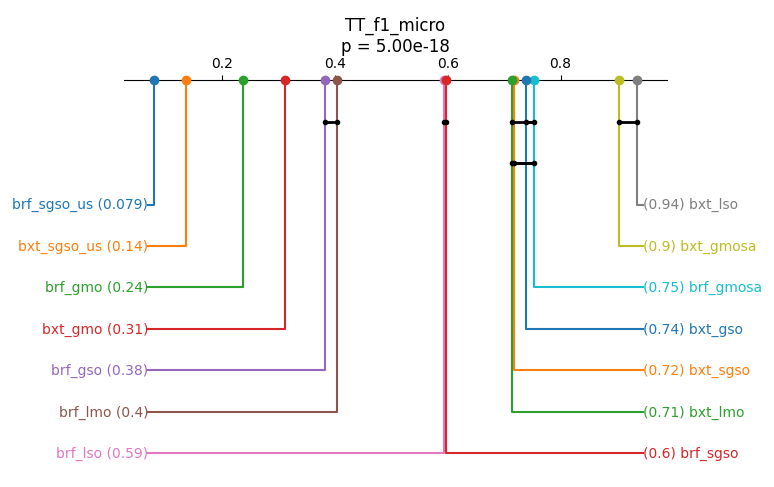 TT_f1_micro
p = 5.00e-18
0.2 0.4 0.6 0.8
brf_sgso_us (0.079) (0.94) bxt_lso
bxt_sgso_us (0.14) (0.9) bxt_gmosa
brf_gmo (0.24) (0.75) brf_gmosa
bxt_gmo (0.31) (0.74) bxt_gso
brf_gso (0.38) (0.72) bxt_sgso
brf_lmo (0.4) (0.71) bxt_lmo
brf_lso (0.59) (0.6) brf_sgso